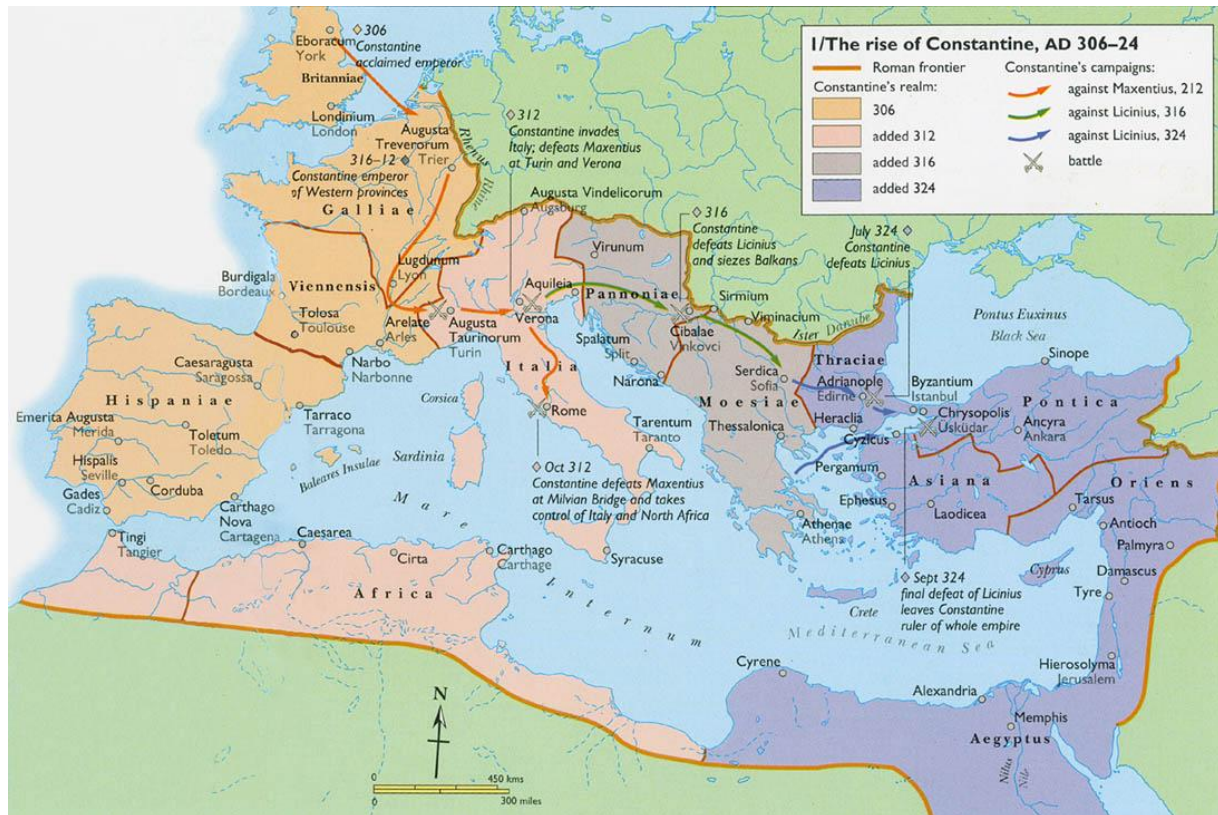 1/The rise of Constantine, AD 306–24
Roman frontier
Constantine's realm:
306
added 312
added 316
added 324
Constantine's campaigns:
against Maxentius, 212
against Licinius, 316
against Licinius, 324
battle
306
Constantine
acclaimed emperor
Eboracum
York
Britanniae
Londinium
London
Augusta
Treverorum
Trier
Rhenus
Rhine
316–12
Constantine emperor
of Western provinces
Galliae
312
Constantine invades
Italy; defeats Maxentius
at Turin and Verona
Augusta Vindelicorum
Augsburg
316
Constantine
defeats Licinius
and siezes Balkans
July 324
Constantine
defeats Licinius
Virunum
Lugdunum
Lyon
Burdigala
Bordeaux
Viennensis
Tolosa
Toulouse
Arelate
Arles
Narbo
Narbonne
Augusta
Taurinorum
Turin
Verona
Aquileia
Pannoniae
Sirmium
Viminacium
Cibalae
Vinkovci
Ister
Danube
Pontus Euxinus
Black Sea
Sinope
Spalatum
Split
Narona
Italia
Serdica
Sofia
Thraciae
Adrianople
Edirne
Byzantium
Istanbul
Chrysopolis
Usküdar
Pontica
Ancyra
Ankara
Moesiae
Heraclia
Thessalonica
Cyzicus
Caesaragusta
Saragossa
Hispaniae
Emerita Augusta
Merida
Toletum
Toledo
Tarraco
Tarragona
Hispalis
Seville
Corduba
Gades
Cadiz
Carthago
Nova
Cartagena
Baleares Insulae
Corsica
Sardinia
Rome
Tarentum
Taranto
Oct 312
Constantine defeats Maxentius
at Milvian Bridge and takes
control of Italy and North Africa
Pergamum
Asiana
Oriens
Ephesus
Laodicea
Tarsus
Antioch
Athenae
Athens
Palmyra
Tingi
Tangier
Caesarea
Cirta
Carthago
Carthage
Syracuse
Africa
Mare
Internum
Mediterranean Sea
Crete
Cyprus
Damascus
Tyre
Sept 324
final defeat of Licinius
leaves Constantine
ruler of whole empire
Cyrene
Alexandria
Hierosolyma
Jerusalem
Memphis
Aegyptus
Nilus
Nile
N
0
450 kms
0
300 miles